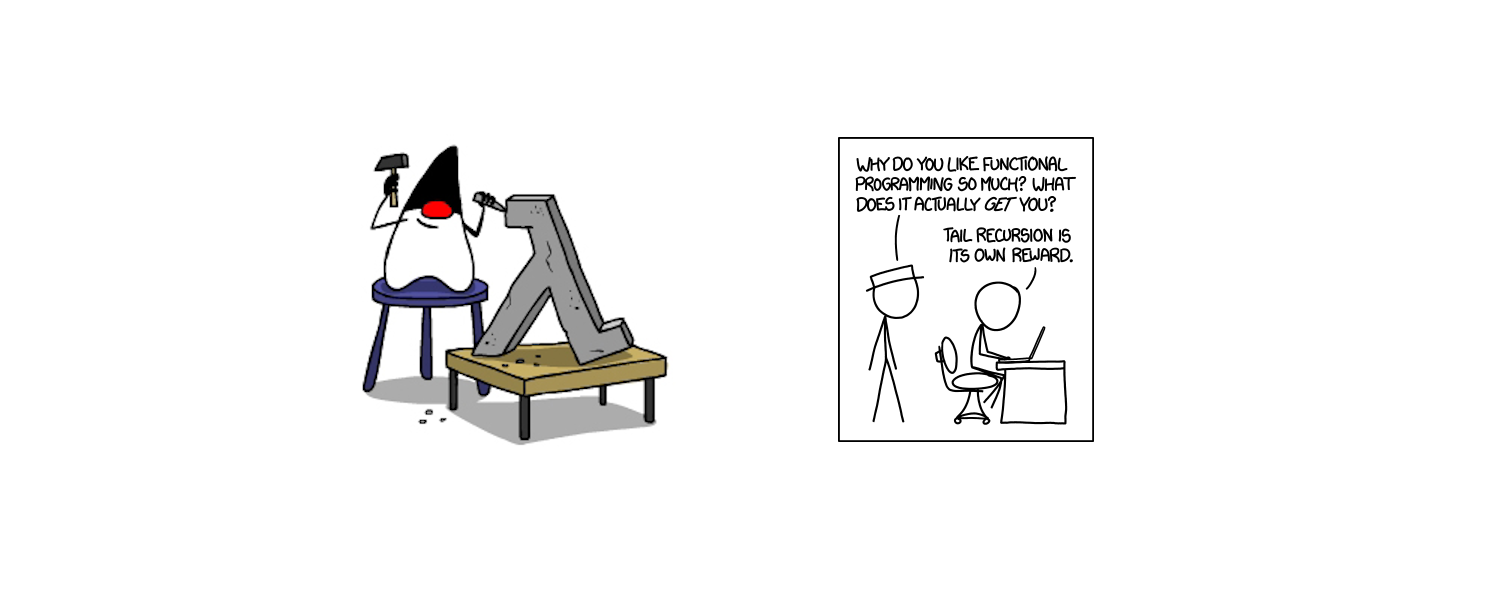 WHY DO YOU LIKE FUNCTIONAL
PROGRAMMING SO MUCH? WHAT
DOES IT ACTUALLY GET YOU?
TAIL RECURSION IS
ITS OWN REWARD.